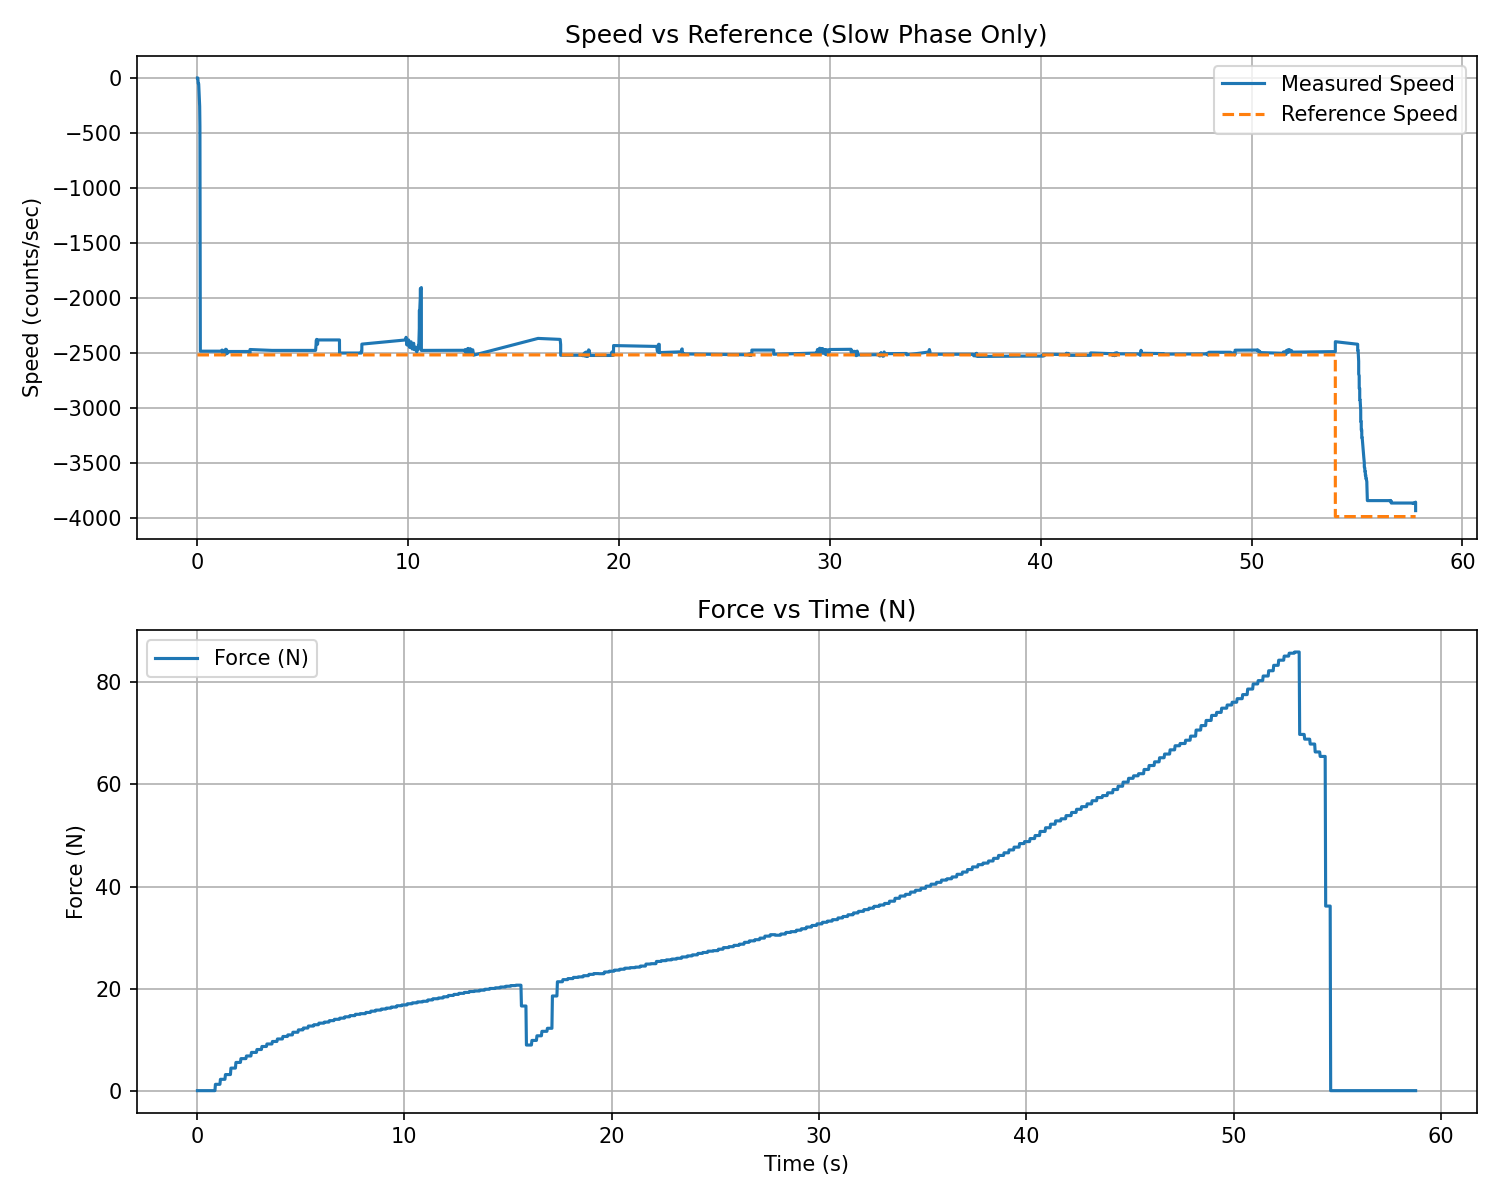 Speed vs Reference (Slow Phase Only)
Speed (counts/sec)
0
−500
−1000
−1500
−2000
−2500
−3000
−3500
−4000
Measured Speed
Reference Speed
0 10 20 30 40 50 60
Force vs Time (N)
Force (N)
80
60
40
20
0
Force (N)
0 10 20 30 40 50 60
Time (s)